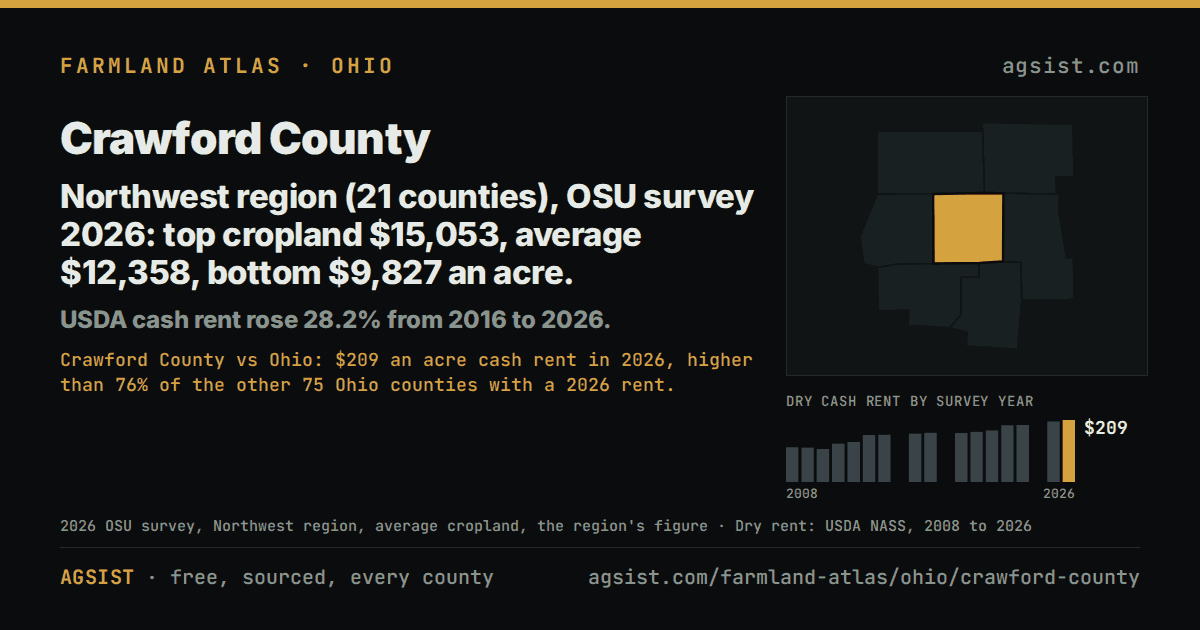 FARMLAND ATLAS · OHIO
agsist.com
Crawford County
Northwest region (21 counties), OSU survey
2026: top cropland $15,053, average
$12,358, bottom $9,827 an acre.
USDA cash rent rose 28.2% from 2016 to 2026.
Crawford County vs Ohio: $209 an acre cash rent in 2026, higher
than 76% of the other 75 Ohio counties with a 2026 rent.
DRY CASH RENT BY SURVEY YEAR
$209
2008
2026
2026 OSU survey, Northwest region, average cropland, the region's figure · Dry rent: USDA NASS, 2008 to 2026
AGSIST · free, sourced, every county
agsist.com/farmland-atlas/ohio/crawford-county